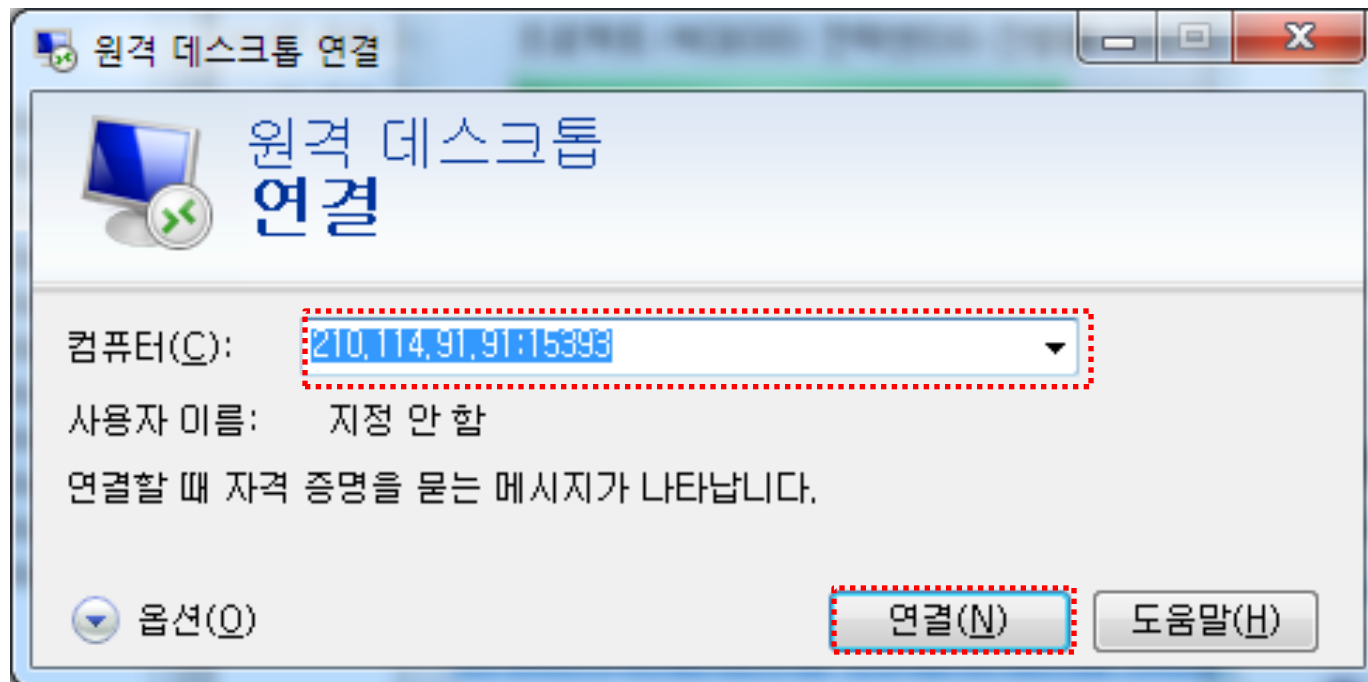 원격 데스크톱 연결
원격 데스크톱
연결
컴퓨터(C): 210.114.91.91:15393
사용자 이름: 지정 안 함
연결할 때 자격 증명을 묻는 메시지가 나타납니다.
옵션(O) 연결(N) 도움말(H)